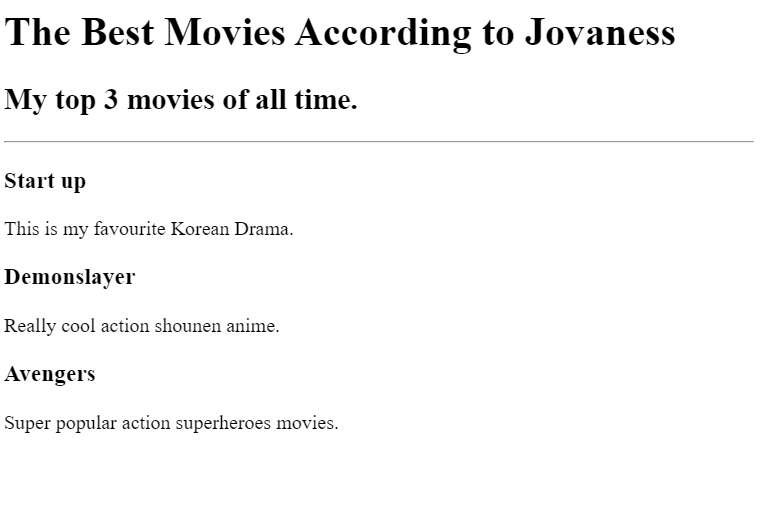 The Best Movies According to Jovaness
My top 3 movies of all time.
Start up
This is my favourite Korean Drama.
Demonslayer
Really cool action shounen anime.
Avengers
Super popular action superheroes movies.